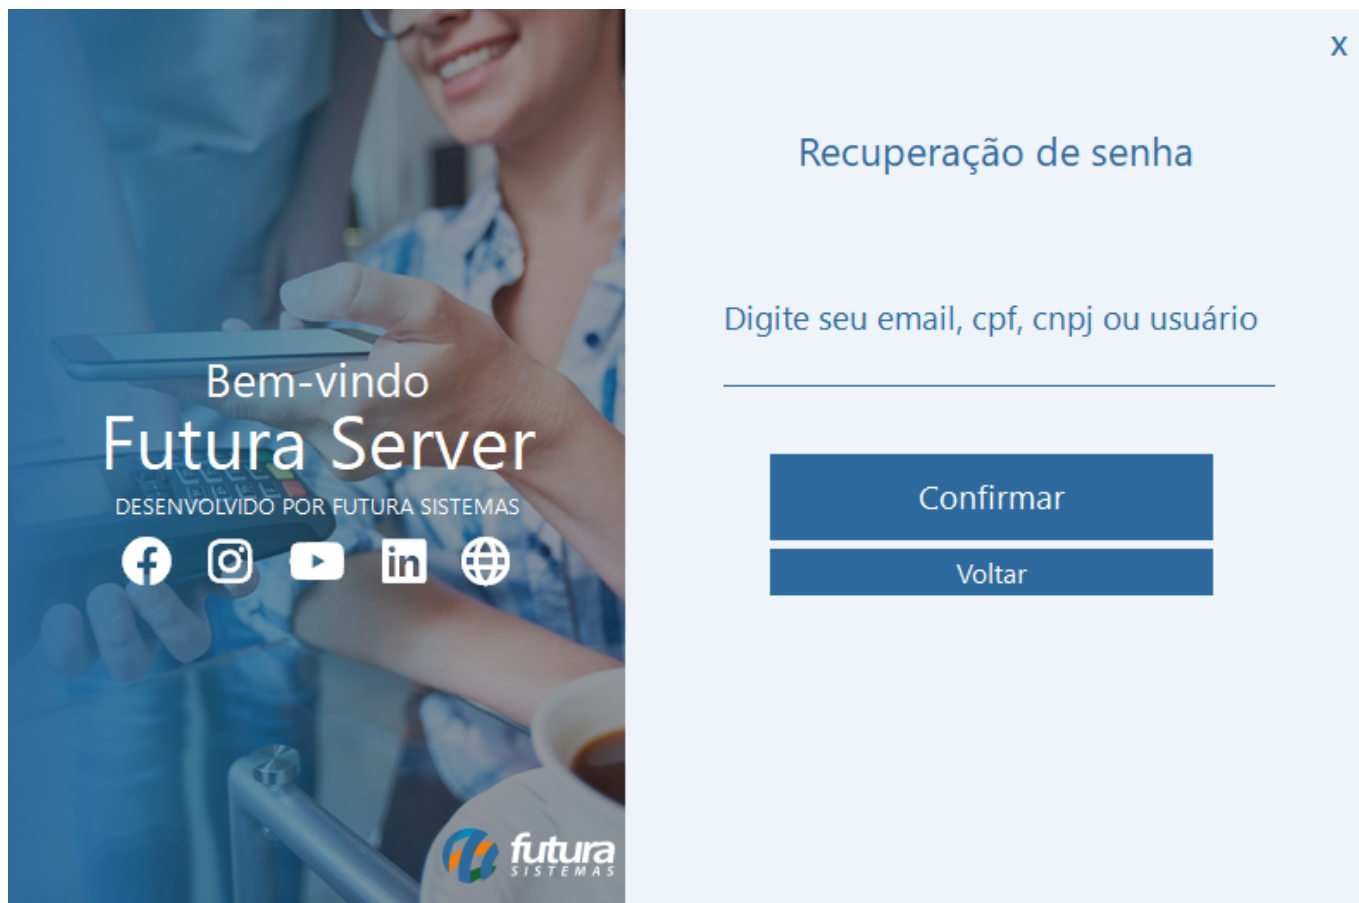 Bem-vindo
Futura Server
DESENVOLVIDO POR FUTURA SISTEMAS
futura
SISTEMAS
X
Recuperação de senha
Digite seu email, cpf, cnpj ou usuário
Confirmar
Voltar